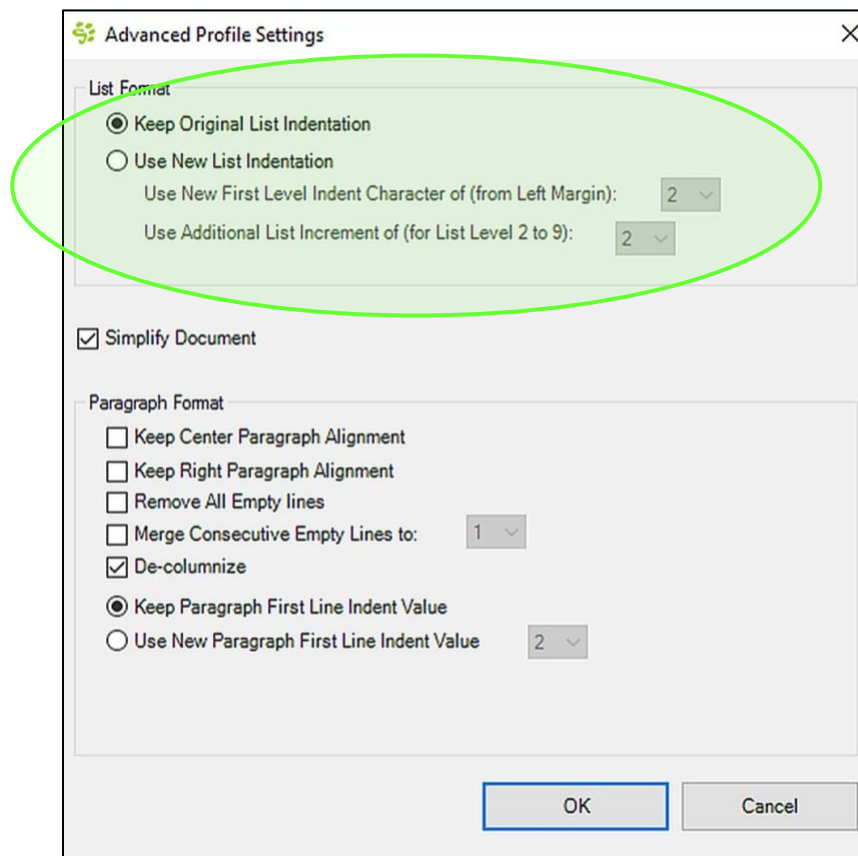 Advanced Profile Settings
List Format
Keep Original List Indentation
Use New List Indentation
Use New First Level Indent Character of (from Left Margin): 2
Use Additional List Increment of (for List Level 2 to 9): 2
Simplify Document
Paragraph Format
Keep Center Paragraph Alignment
Keep Right Paragraph Alignment
Remove All Empty lines
Merge Consecutive Empty Lines to: 1
De-columnize
Keep Paragraph First Line Indent Value
Use New Paragraph First Line Indent Value 2
OK Cancel